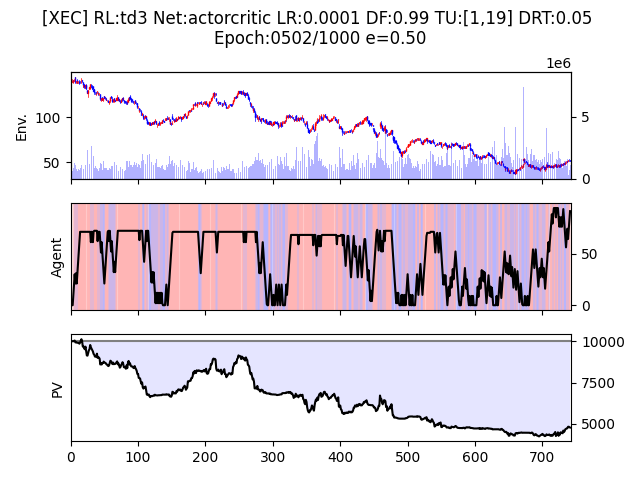 [XEC] RL:td3 Net:actorcritic LR:0.0001 DF:0.99 TU:[1,19] DRT:0.05
Epoch:0502/1000 e=0.50
1e6
Env.
100
50
5
0
Agent
50
0
PV
10000
7500
5000
0 100 200 300 400 500 600 700